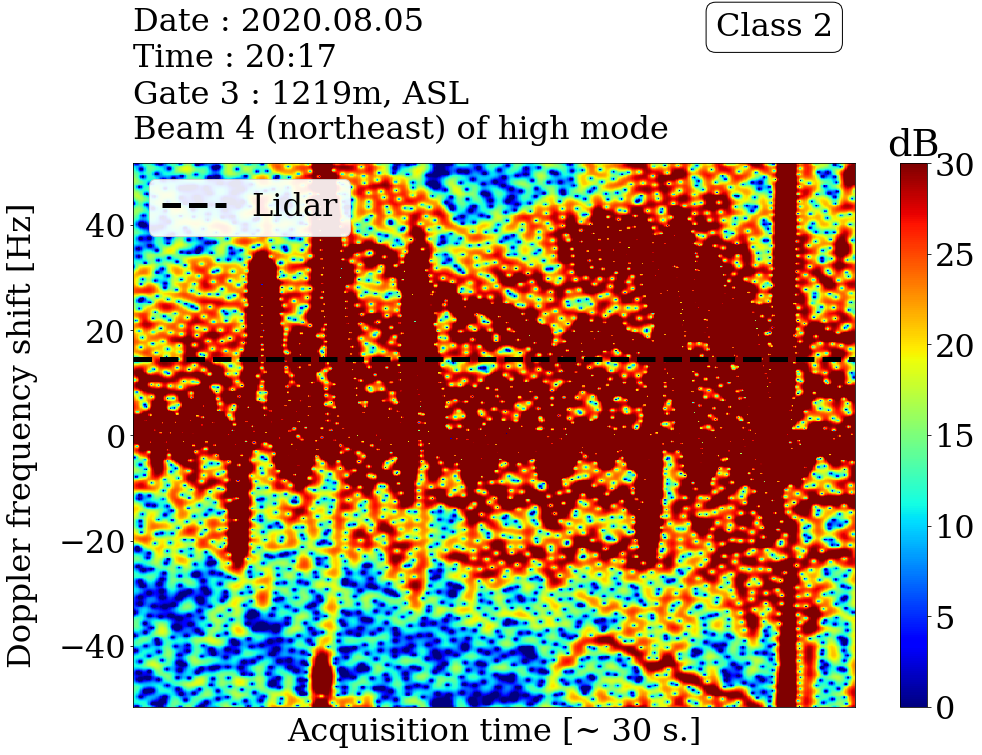 Date : 2020.08.05
Time : 20:17
Gate 3 : 1219m, ASL
Beam 4 (northeast) of high mode
Class 2
dB
Lidar
Doppler frequency shift [Hz]
40
20
0
−20
−40
Acquisition time [~ 30 s.]
30
25
20
15
10
5
0